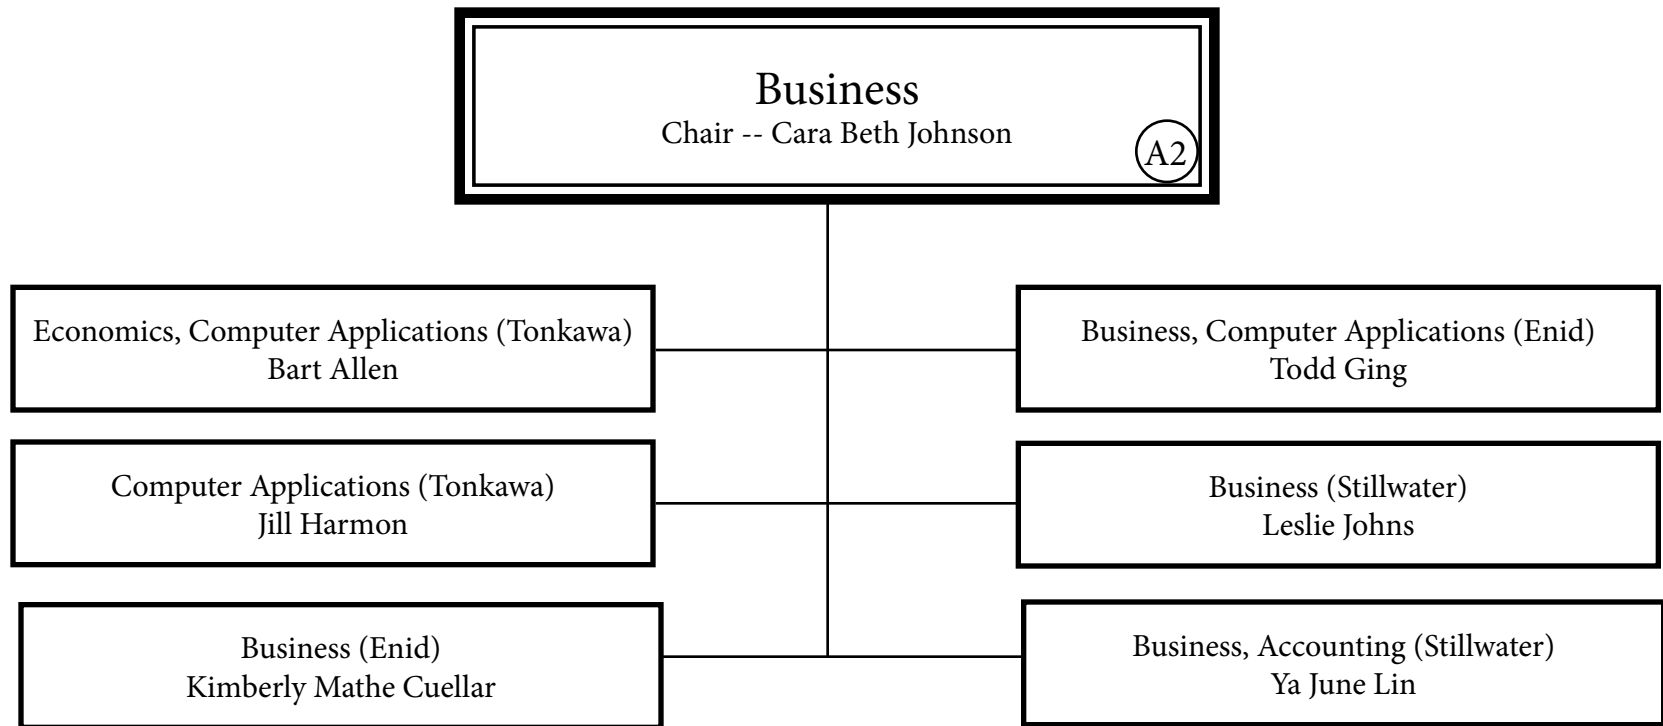 Business
Chair -- Cara Beth Johnson
A2
Economics, Computer Applications (Tonkawa)
Bart Allen
Business, Computer Applications (Enid)
Todd Ging
Computer Applications (Tonkawa)
Jill Harmon
Business (Stillwater)
Leslie Johns
Business (Enid)
Kimberly Mathe Cuellar
Business, Accounting (Stillwater)
Ya June Lin